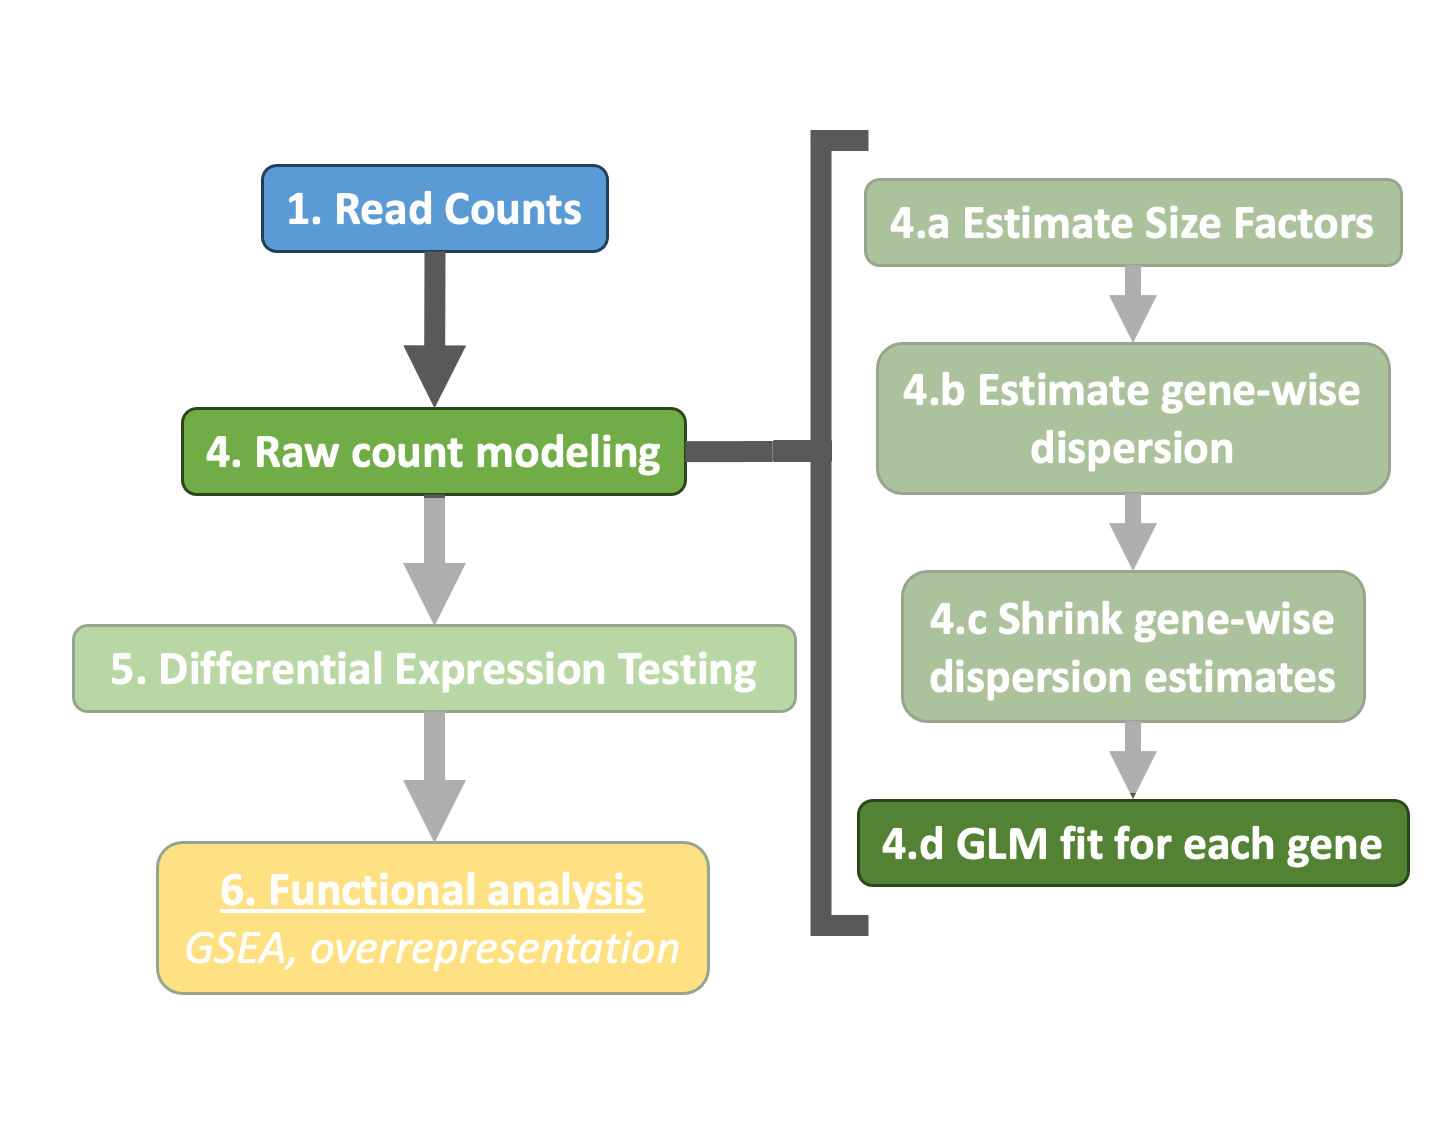 1. Read Counts
4. Raw count modeling
5. Differential Expression Testing
6. Functional analysis
GSEA, overrepresentation
4.a Estimate Size Factors
4.b Estimate gene-wise
dispersion
4.c Shrink gene-wise
dispersion estimates
4.d GLM fit for each gene